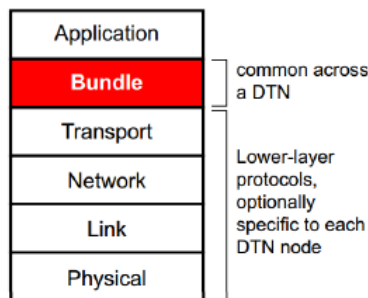 Application
Bundle
common across
a DTN
Transport
Network
Link
Physical
Lower-layer
protocols,
optionally
specific to each
DTN node